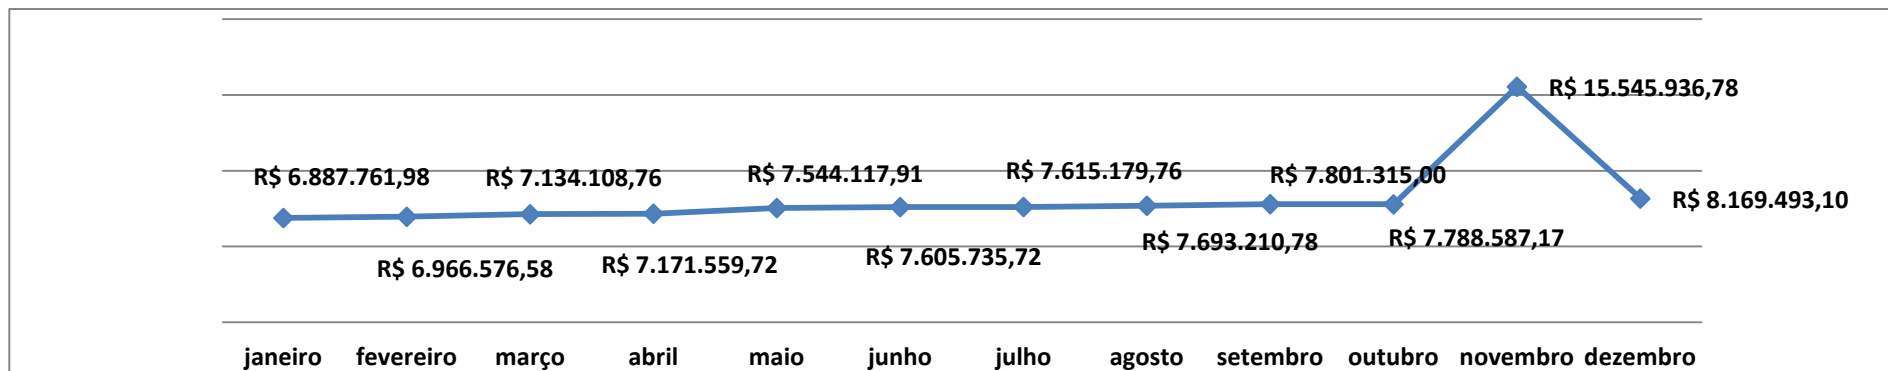 R$ 15.545.936,78
R$ 6.887.761,98
R$ 7.134.108,76
R$ 7.544.117,91
R$ 7.615.179,76
R$ 7.801.315,00
R$ 8.169.493,10
R$ 6.966.576,58
R$ 7.171.559,72
R$ 7.605.735,72
R$ 7.693.210,78
R$ 7.788.587,17
janeiro fevereiro março abril maio junho julho agosto setembro outubro novembro dezembro